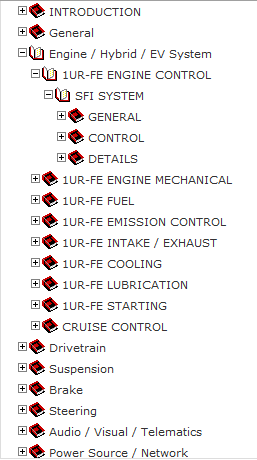 INTRODUCTION
General
Engine / Hybrid / EV System
1UR-FE ENGINE CONTROL
SFI SYSTEM
GENERAL
CONTROL
DETAILS
1UR-FE ENGINE MECHANICAL
1UR-FE FUEL
1UR-FE EMISSION CONTROL
1UR-FE INTAKE / EXHAUST
1UR-FE COOLING
1UR-FE LUBRICATION
1UR-FE STARTING
CRUISE CONTROL
Drivetrain
Suspension
Brake
Steering
Audio / Visual / Telematics
Power Source / Network